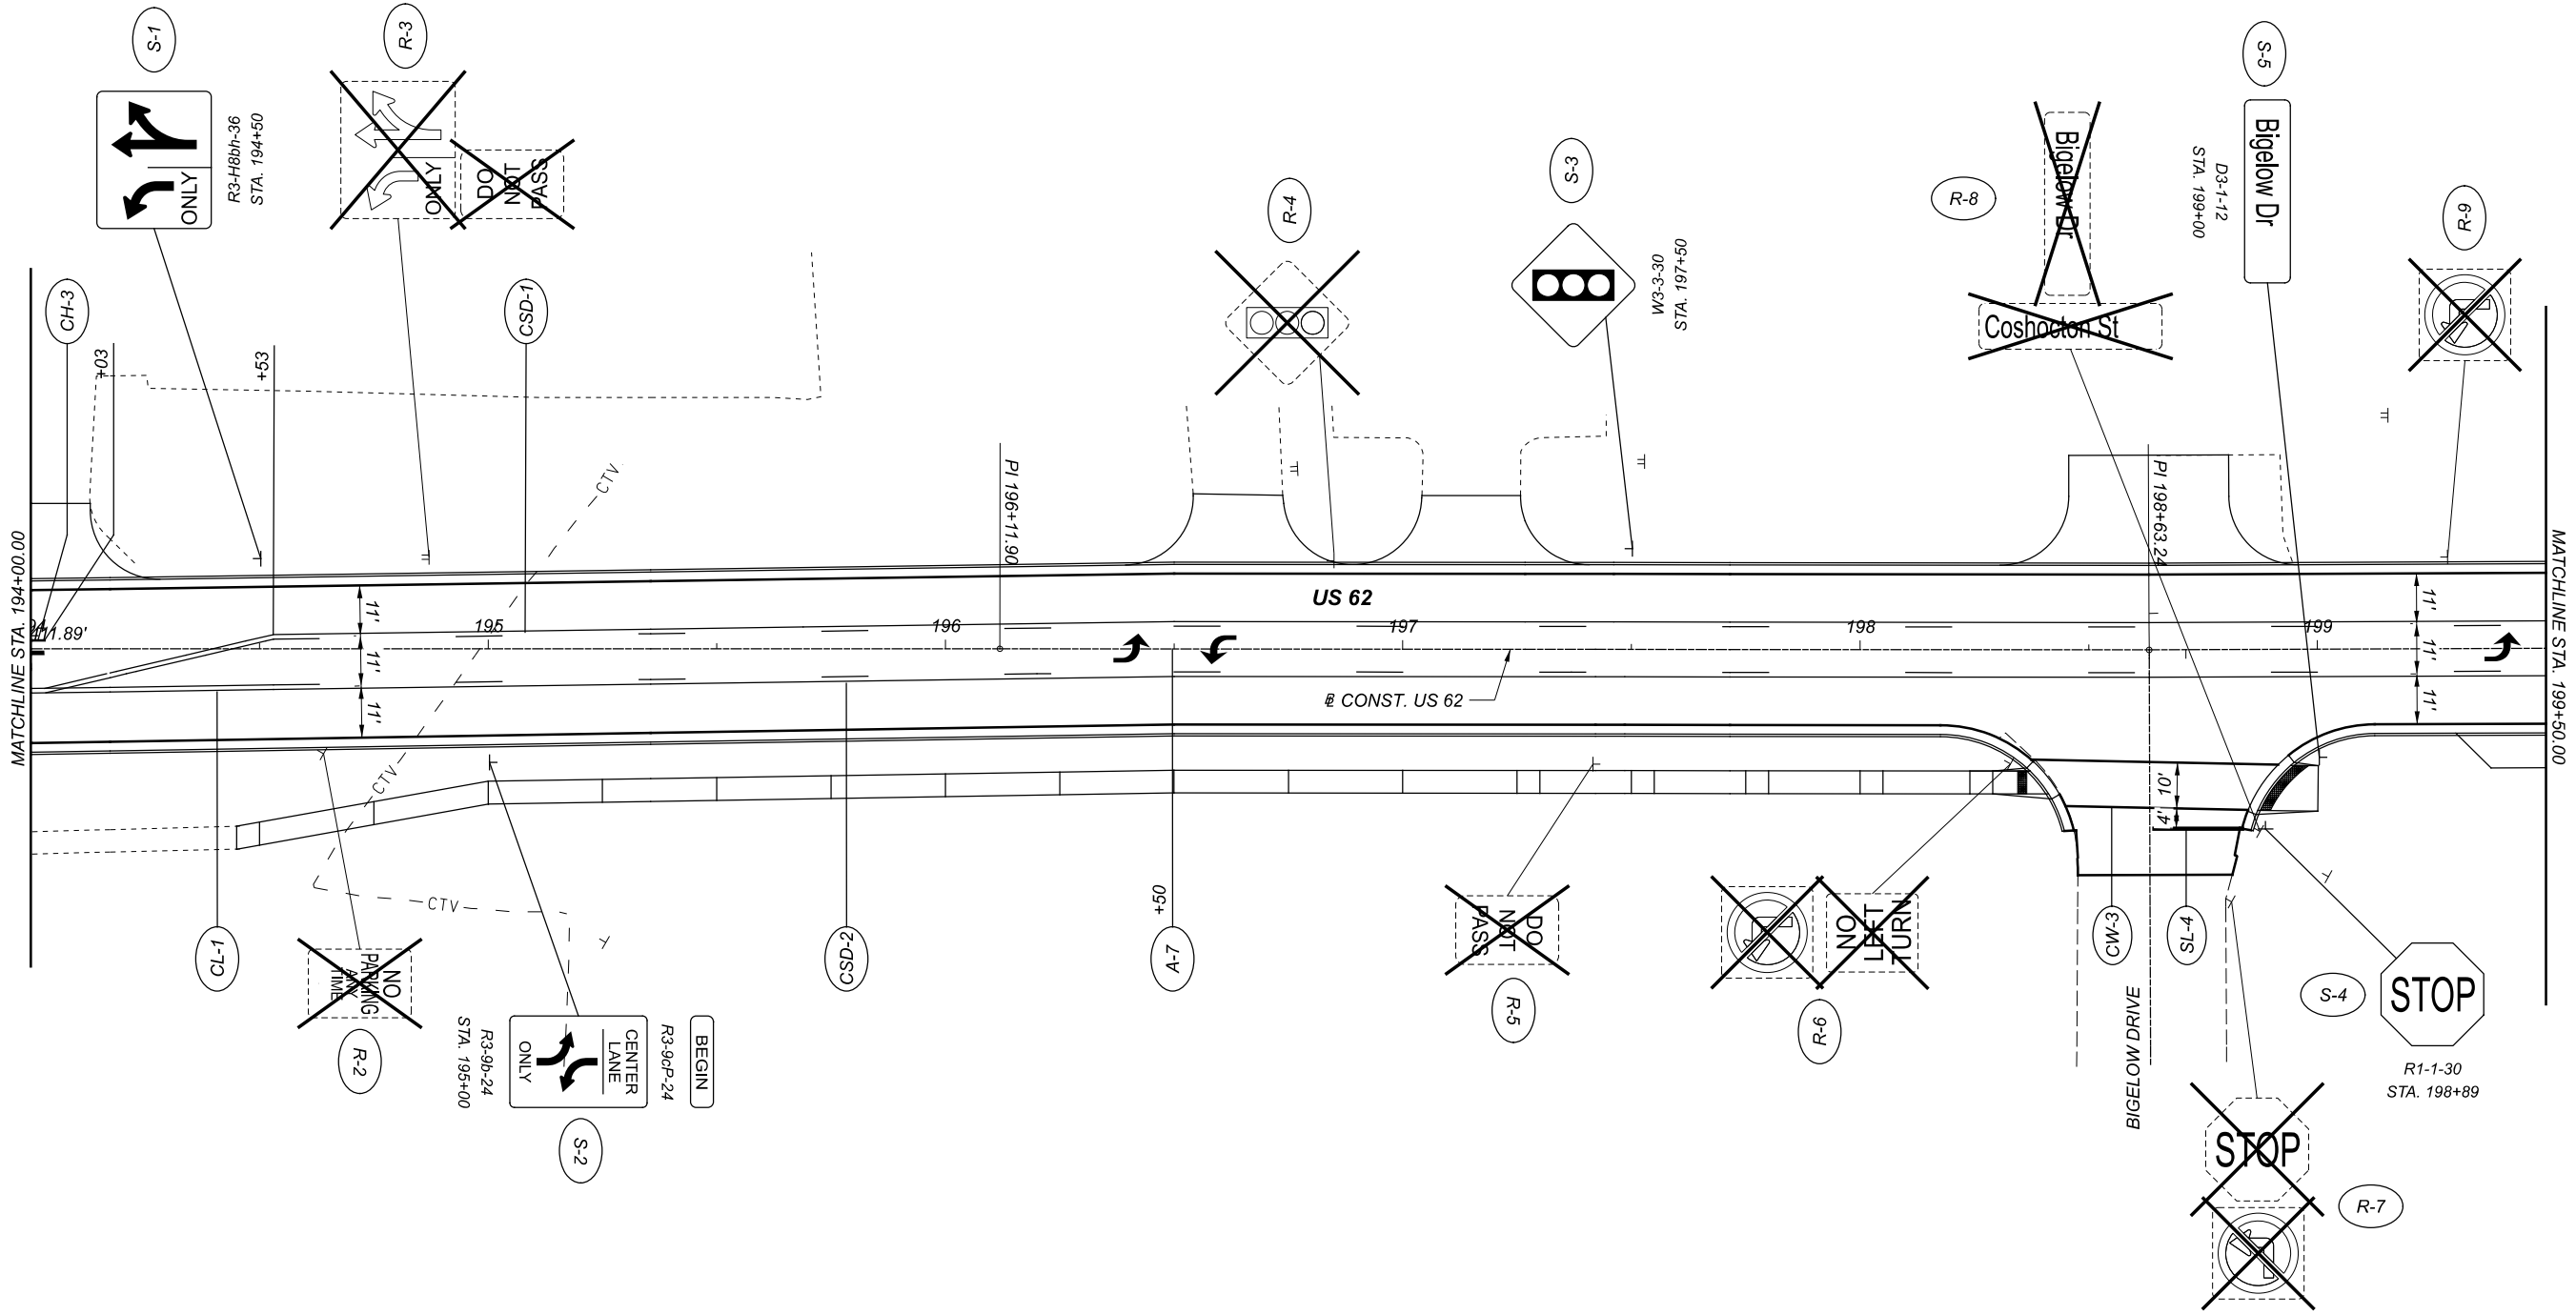 S-1
ONLY
R3-H8bh-36
STA. 194+50
R-3
ONLY
DO
NOT
PASS
CH-3
+03
+53
CSD-1
R-4
S-3
W3-3-30
STA. 197+50
R-8
Bigelow Dr
Coshocton St
S-5
Bigelow Dr
D3-1-12
STA. 199+00
R-9
CTV
PI 196+11.90
PI 198+63.24
MATCHLINE STA. 194+00.00
MATCHLINE STA. 199+50.00
US 62
11'
11'
11'
195
196
197
198
199
11'
11'
11'
CONST. US 62
CTV
CTV
10'
4'
CL-1
NO
PARKING
ANY
TIME
R-2
CENTER
LANE
ONLY
BEGIN
R3-9cP-24
R3-9b-24
STA. 195+00
S-2
CSD-2
+50
A-7
DO
NOT
PASS
R-5
NO
LEFT
TURN
R-6
CW-3
SL-4
BIGELOW DRIVE
S-4
STOP
R1-1-30
STA. 198+89
STOP
R-7